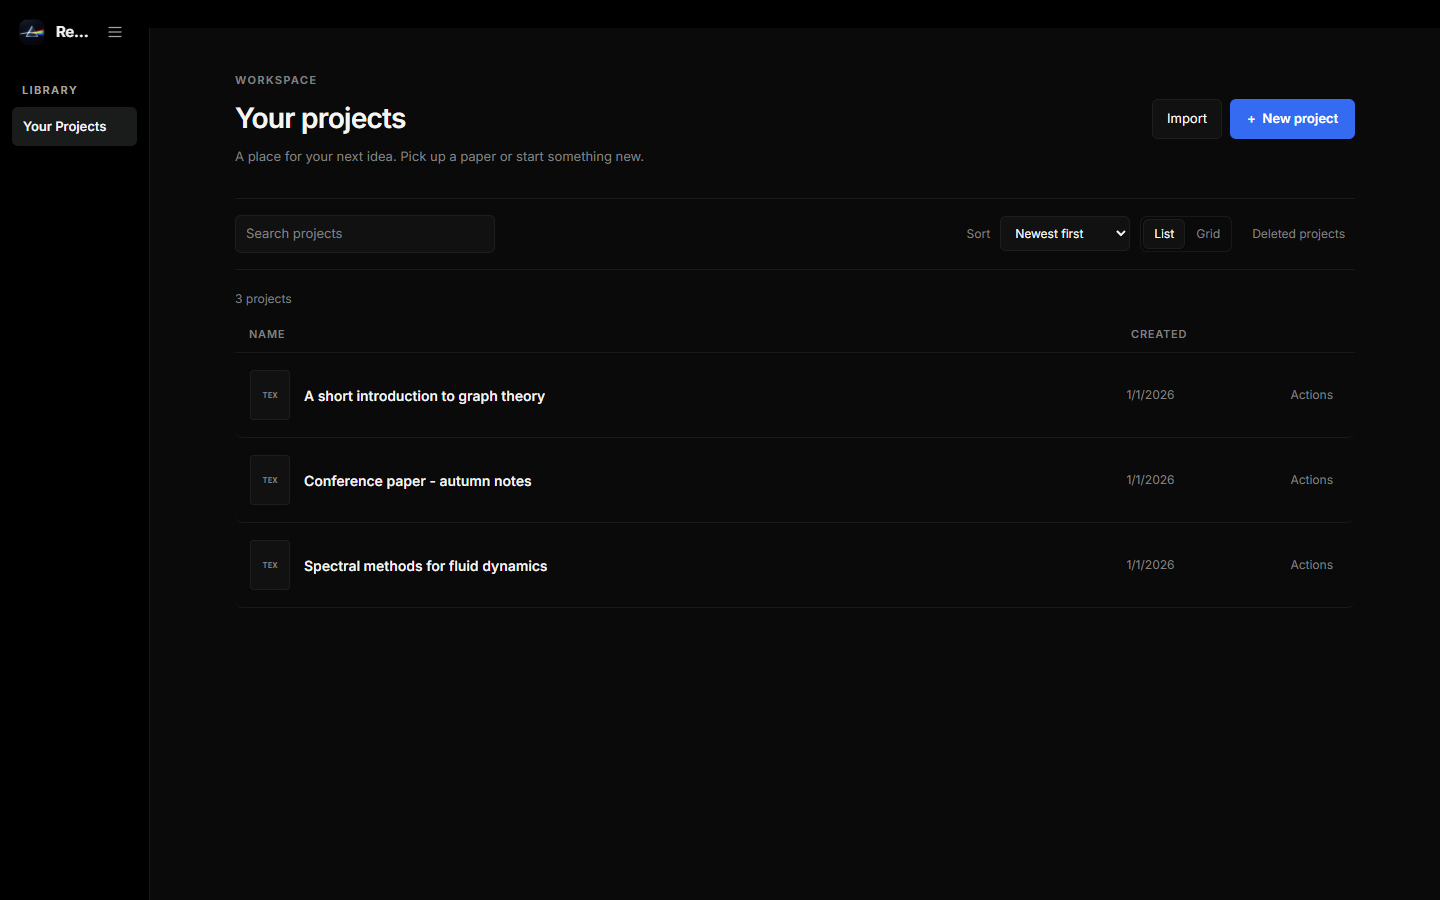 Re...
LIBRARY
Your Projects
WORKSPACE
Your projects
A place for your next idea. Pick up a paper or start something new.
Import
+ New project
Search projects
Sort
Newest first
List
Grid
Deleted projects
3 projects
NAME
CREATED
TEX
A short introduction to graph theory
1/1/2026
Actions
TEX
Conference paper - autumn notes
1/1/2026
Actions
TEX
Spectral methods for fluid dynamics
1/1/2026
Actions